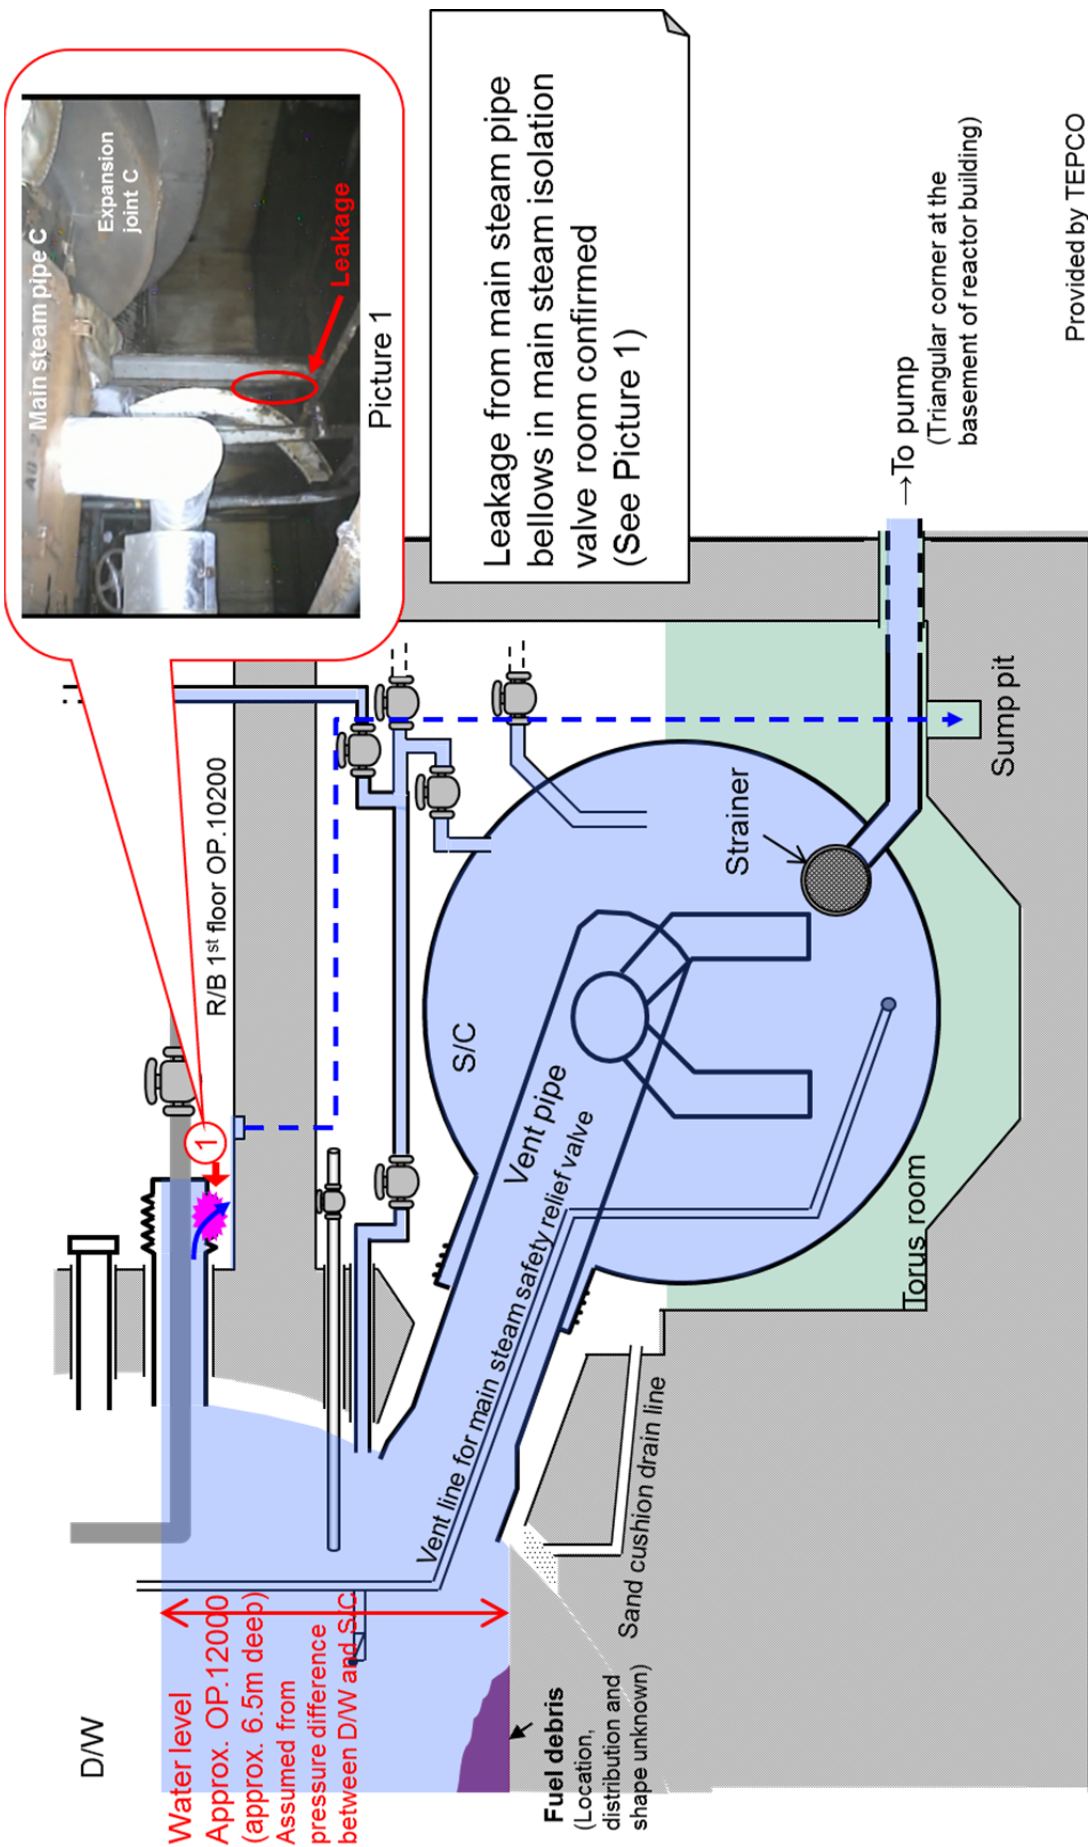 D/W
Water level
Approx. OP.12000
(approx. 6.5m deep)
Assumed from
pressure difference
between D/W and S/C
Fuel debris
(Location,
distribution and
shape unknown)
Sand cushion drain line
Vent line for main steam safety relief valve
Vent pipe
S/C
Torus room
Strainer
Sump pit
R/B 1st floor OP.10200
1
Main steam pipe C
Expansion
joint C
Leakage
Picture 1
Leakage from main steam pipe
bellows in main steam isolation
valve room confirmed
(See Picture 1)
→To pump
(Triangular corner at the
basement of reactor building)
Provided by TEPCO